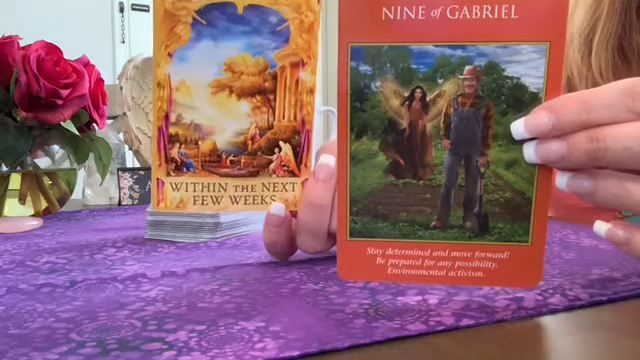 WITHIN THE NEXT
FEW WEEKS
NINE of GABRIEL
Stay determined and move forward!
Be prepared for any possibility.
Environmental activism.